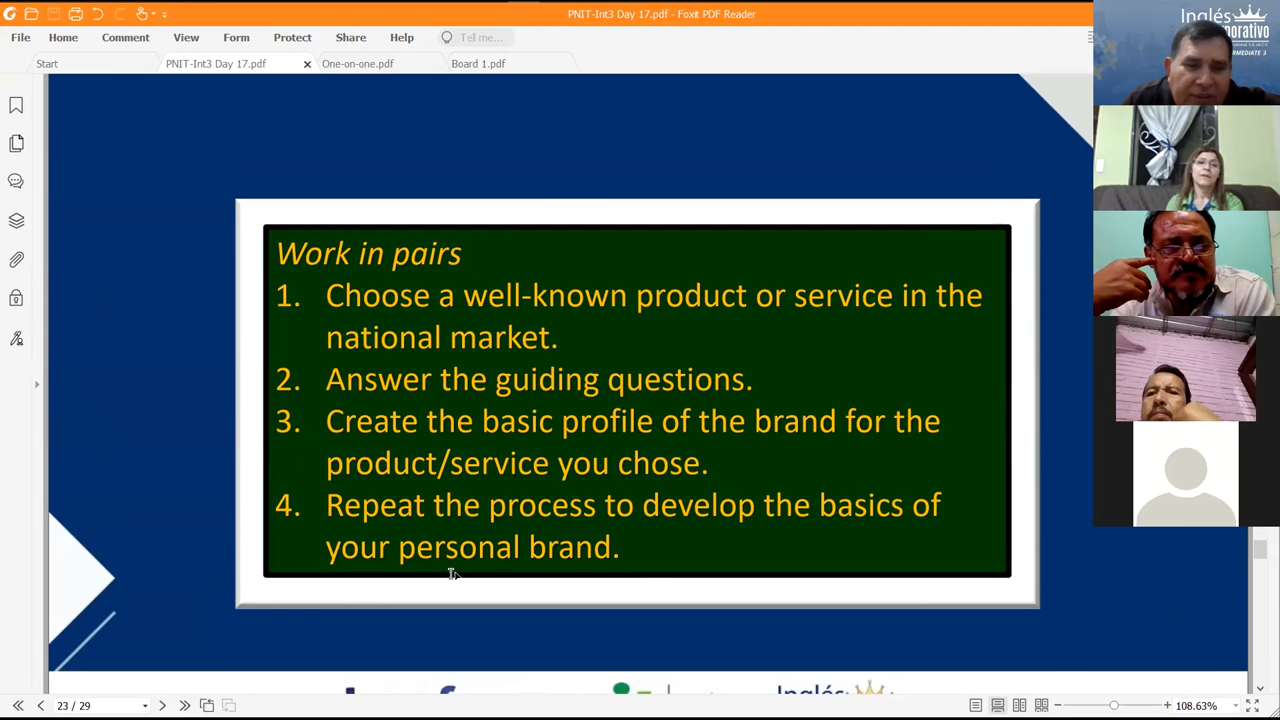 PNIT-Int3 Day 17.pdf - Foxit PDF Reader
File Home Comment View Form Protect Share Help Tell me...
Start PNIT-Int3 Day 17.pdf One-on-one.pdf Board 1.pdf
Inglés
Work in pairs
1. Choose a well-known product or service in the
national market.
2. Answer the guiding questions.
3. Create the basic profile of the brand for the
product/service you chose.
4. Repeat the process to develop the basics of
your personal brand.
Inglés
23 / 29
108.63%